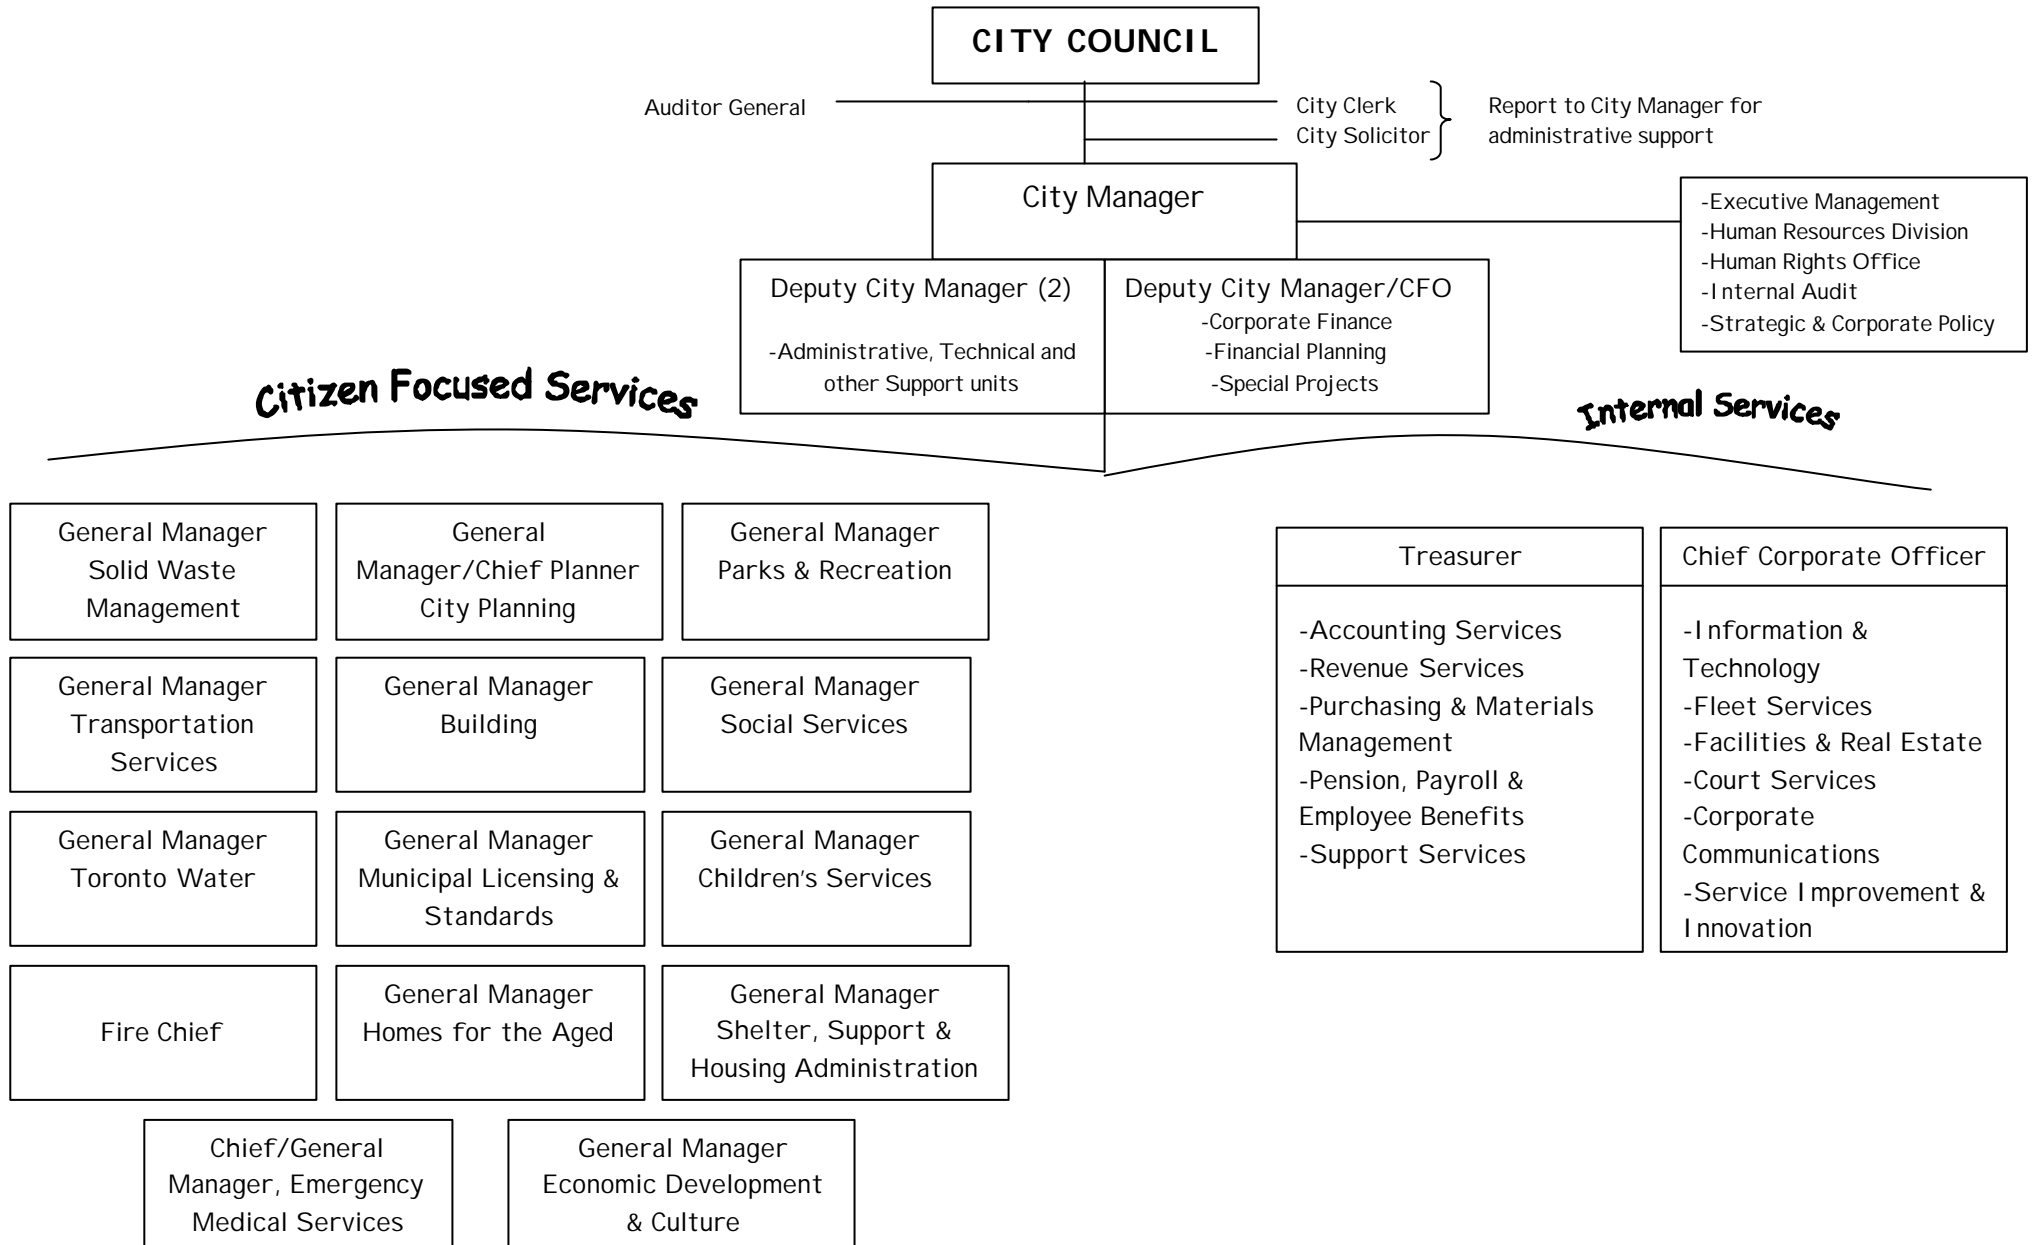 CITY COUNCIL
Auditor General
City Clerk
City Solicitor
Report to City Manager for
administrative support
City Manager
-Executive Management
-Human Resources Division
-Human Rights Office
-Internal Audit
-Strategic & Corporate Policy
Deputy City Manager (2)
-Administrative, Technical and
other Support units
Deputy City Manager/CFO
-Corporate Finance
-Financial Planning
-Special Projects
Citizen Focused Services
Internal Services
General Manager
Solid Waste
Management
General
Manager/Chief Planner
City Planning
General Manager
Parks & Recreation
General Manager
Transportation
Services
General Manager
Building
General Manager
Social Services
General Manager
Toronto Water
General Manager
Municipal Licensing &
Standards
General Manager
Children's Services
Fire Chief
General Manager
Homes for the Aged
General Manager
Shelter, Support &
Housing Administration
Chief/General
Manager, Emergency
Medical Services
General Manager
Economic Development
& Culture
Treasurer
-Accounting Services
-Revenue Services
-Purchasing & Materials
Management
-Pension, Payroll &
Employee Benefits
-Support Services
Chief Corporate Officer
-Information &
Technology
-Fleet Services
-Facilities & Real Estate
-Court Services
-Corporate
Communications
-Service Improvement &
Innovation